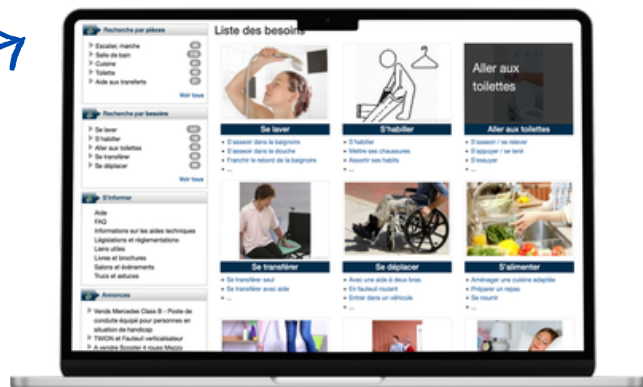 Recherche par pièces
Escalier, marche
Salle de bain
Cuisine
Toilette
Aide aux transferts
Voir tous
Recherche par besoins
Se laver
S'habiller
Aller aux toilettes
Se transférer
Se déplacer
Voir tous
S'informer
Aide
FAQ
Informations sur les aides techniques
Législations et réglementations
Liens utiles
Livres et brochures
Salons et événements
Trucs et astuces
Annonces
Vends Mercedes Class B - Poste de
conduite équipé pour personnes en
situation de handicap
TWION et Fauteuil verticalisateur
A vendre Scooter 4 roues Mezzo
Liste des besoins
Se laver
S'asseoir dans la baignoire
S'asseoir dans la douche
Franchir le rebord de la baignoire
...
S'habiller
S'habiller
Mettre ses chaussures
Assortir ses habits
...
Aller aux
toilettes
Aller aux toilettes
S'asseoir / se relever
S'appuyer / se tenir
S'essuyer
...
Se transférer
Se transférer seul
Se transférer avec aide
...
Se déplacer
Avec une aide à deux bras
En fauteuil roulant
Entrer dans un véhicule
...
S'alimenter
Aménager une cuisine adaptée
Préparer un repas
Se nourrir
...